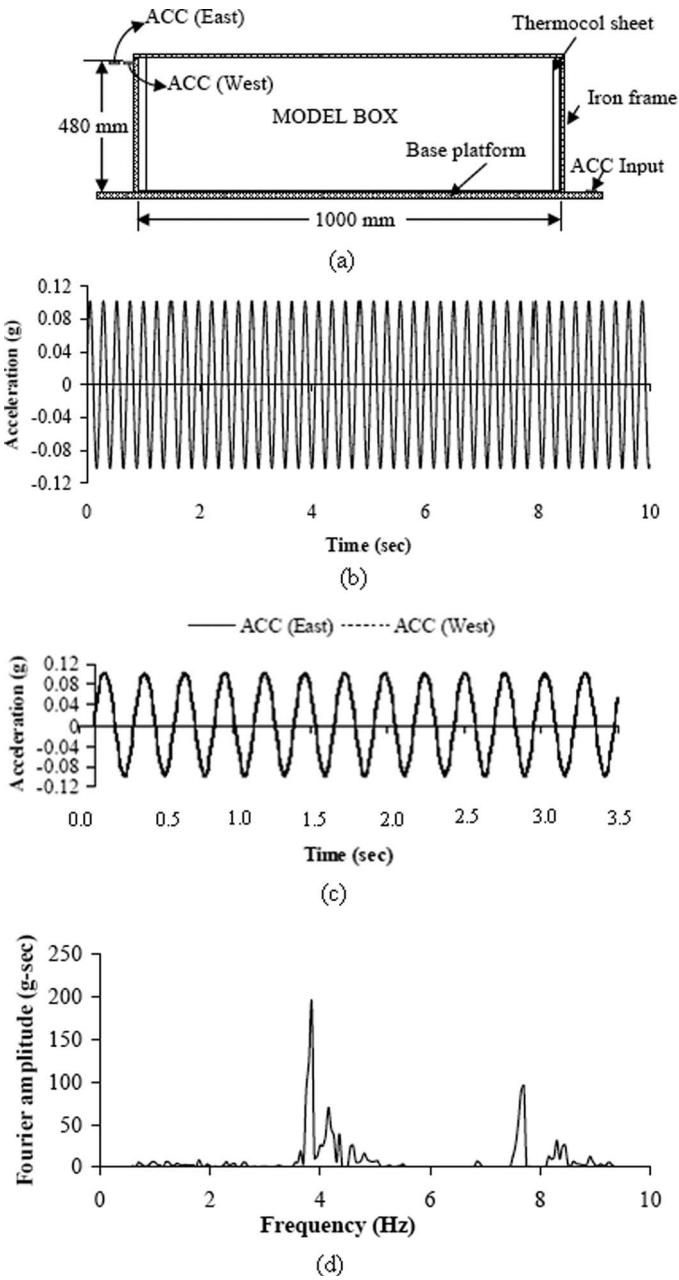 ACC (East)
Thermocol sheet
ACC (West)
480 mm
MODEL BOX
Iron frame
Base platform
ACC Input
1000 mm
(a)
0.12
0.08
0.04
0
-0.04
-0.08
-0.12
Acceleration (g)
0 2 4 6 8 10
Time (sec)
(b)
ACC (East) ACC (West)
0.12
0.08
0.04
0
-0.04
-0.08
-0.12
Acceleration (g)
0.0 0.5 1.0 1.5 2.0 2.5 3.0 3.5
Time (sec)
(c)
250
200
150
100
50
0
Fourier amplitude (g-sec)
0 2 4 6 8 10
Frequency (Hz)
(d)